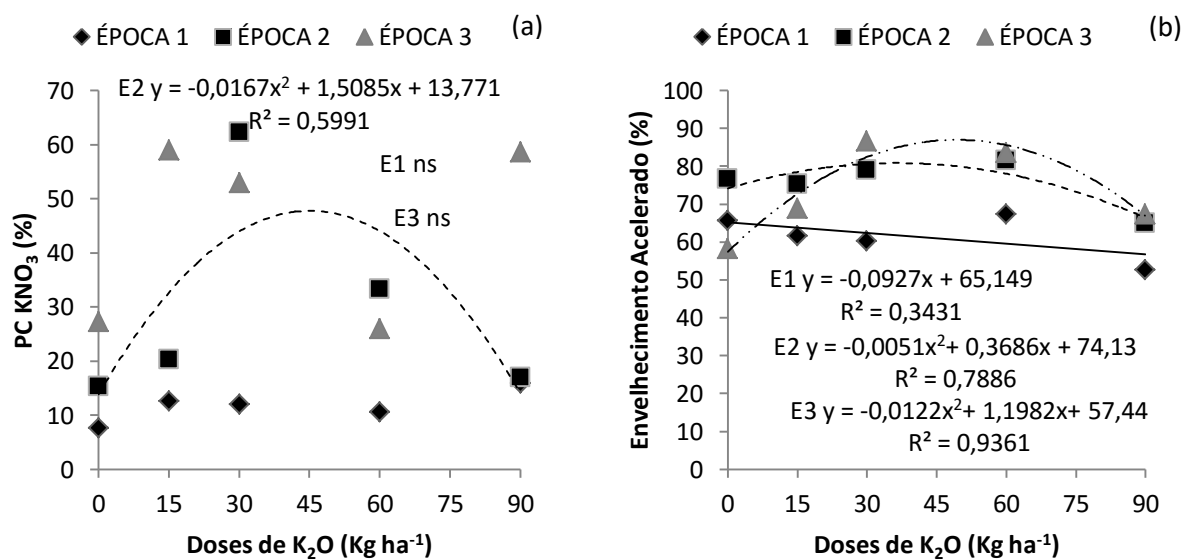 ÉPOCA 1 ÉPOCA 2 ÉPOCA 3 (a)
PC KNO₃ (%)
70
60
50
40
30
20
10
0
E2 y = -0,0167x² + 1,5085x + 13,771
R² = 0,5991
E1 ns
E3 ns
0 15 30 45 60 75 90
Doses de K₂O (Kg ha⁻¹)
ÉPOCA 1 ÉPOCA 2 ÉPOCA 3 (b)
Envelhecimento Acelerado (%)
100
90
80
70
60
50
40
30
20
10
0
E1 y = -0,0927x + 65,149
R² = 0,3431
E2 y = -0,0051x²+ 0,3686x + 74,13
R² = 0,7886
E3 y = -0,0122x²+ 1,1982x+ 57,44
R² = 0,9361
0 15 30 45 60 75 90
Doses de K₂O (Kg ha⁻¹)